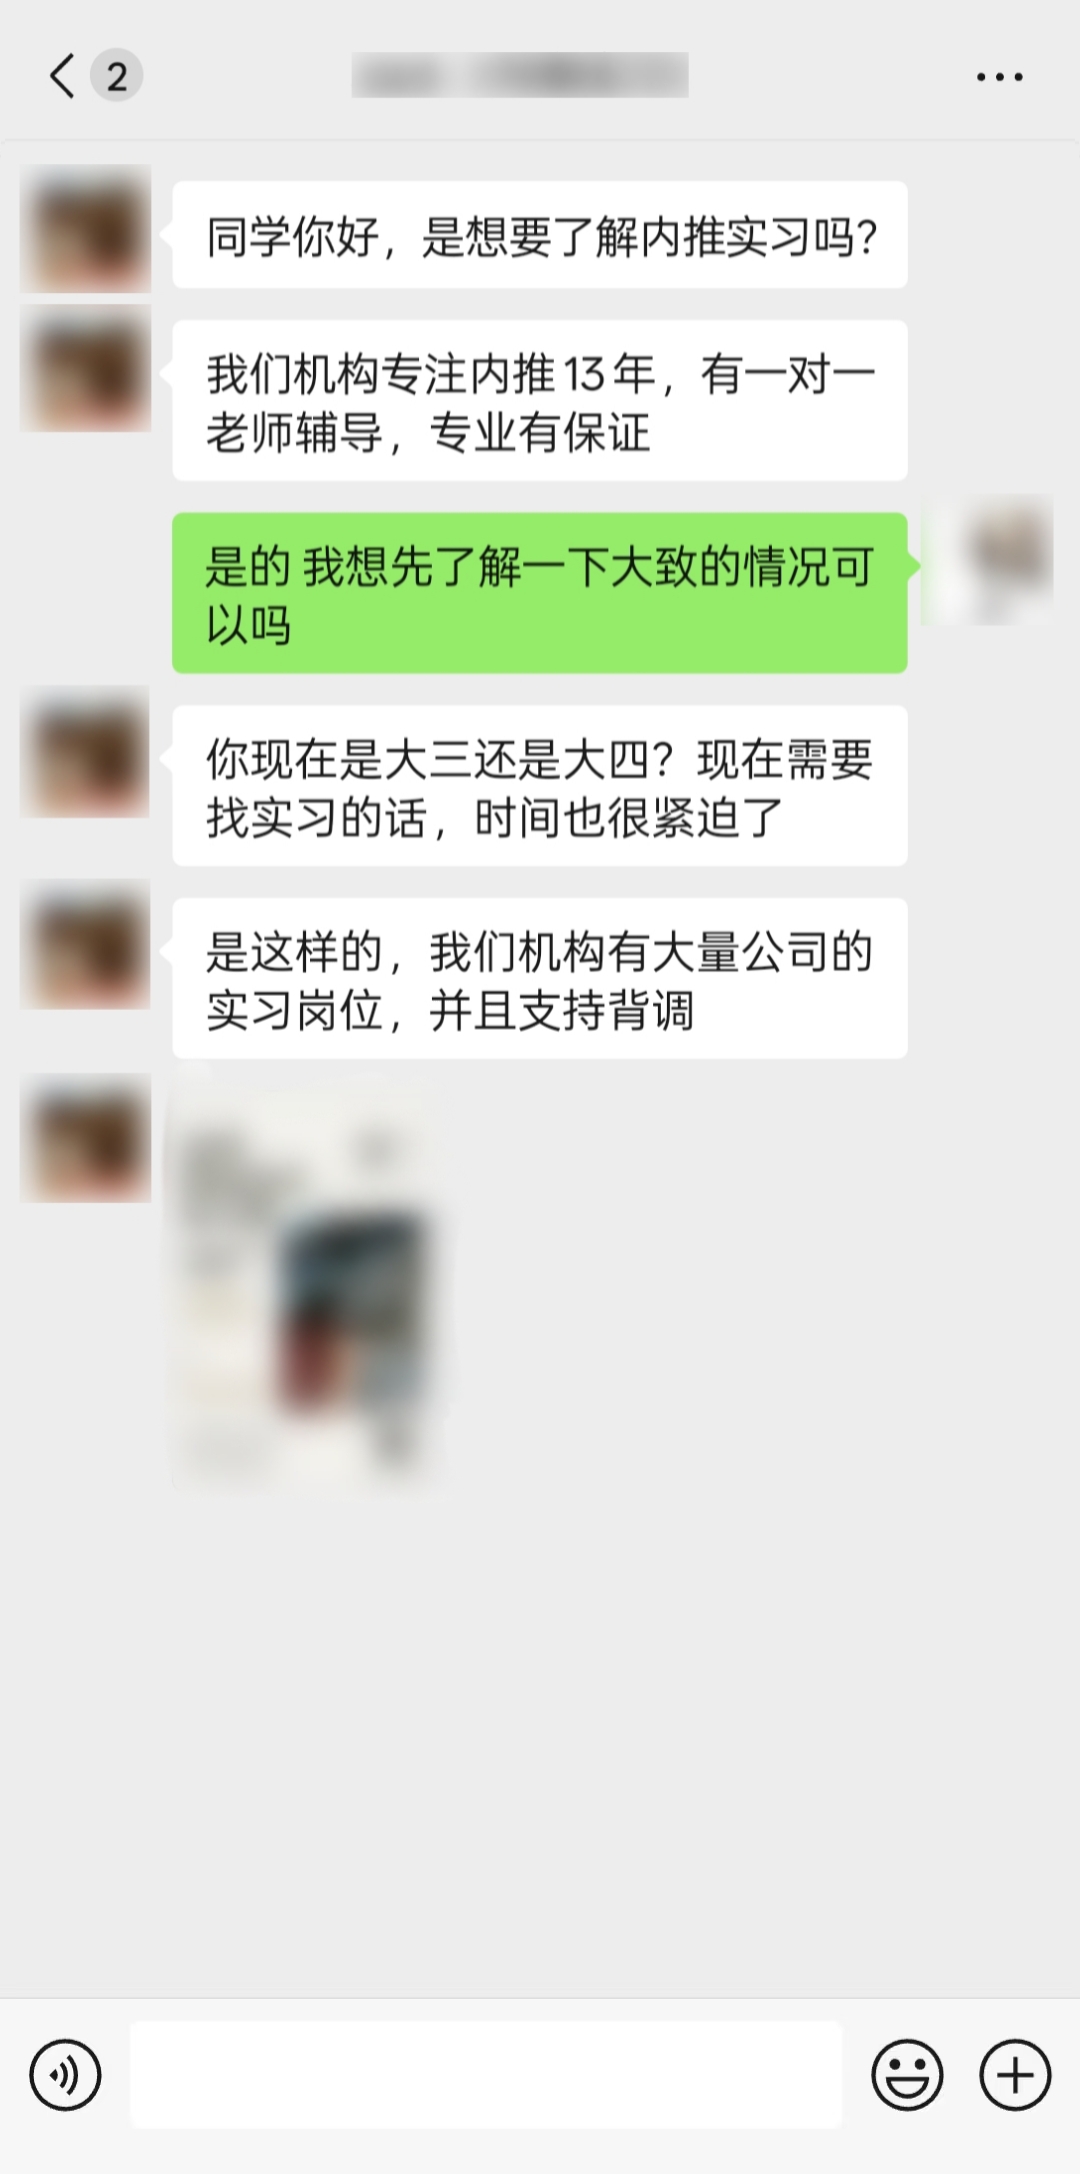 2
同学你好，是想要了解内推实习吗？
我们机构专注内推13年，有一对一
老师辅导，专业有保证
是的 我想先了解一下大致的情况可
以吗
你现在是大三还是大四？现在需要
找实习的话，时间也很紧迫了
是这样的，我们机构有大量公司的
实习岗位，并且支持背调